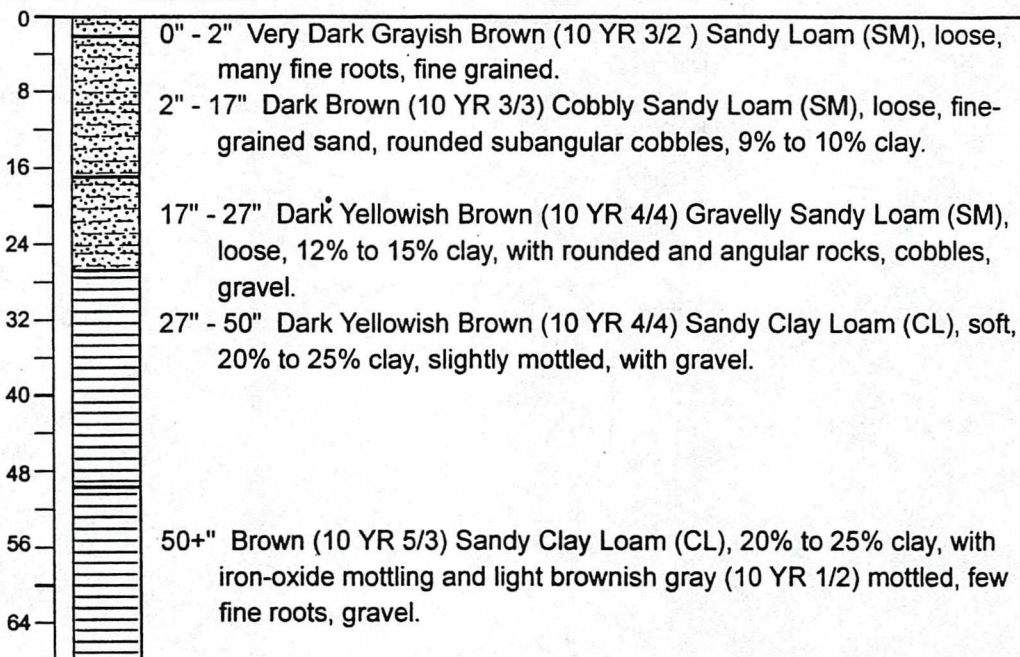 0
8
16
24
32
40
48
56
64
0" - 2" Very Dark Grayish Brown (10 YR 3/2 ) Sandy Loam (SM), loose,
many fine roots, fine grained.
2" - 17" Dark Brown (10 YR 3/3) Cobbly Sandy Loam (SM), loose, fine-
grained sand, rounded subangular cobbles, 9% to 10% clay.
17" - 27" Dark Yellowish Brown (10 YR 4/4) Gravelly Sandy Loam (SM),
loose, 12% to 15% clay, with rounded and angular rocks, cobbles,
gravel.
27" - 50" Dark Yellowish Brown (10 YR 4/4) Sandy Clay Loam (CL), soft,
20% to 25% clay, slightly mottled, with gravel.
50+" Brown (10 YR 5/3) Sandy Clay Loam (CL), 20% to 25% clay, with
iron-oxide mottling and light brownish gray (10 YR 1/2) mottled, few
fine roots, gravel.